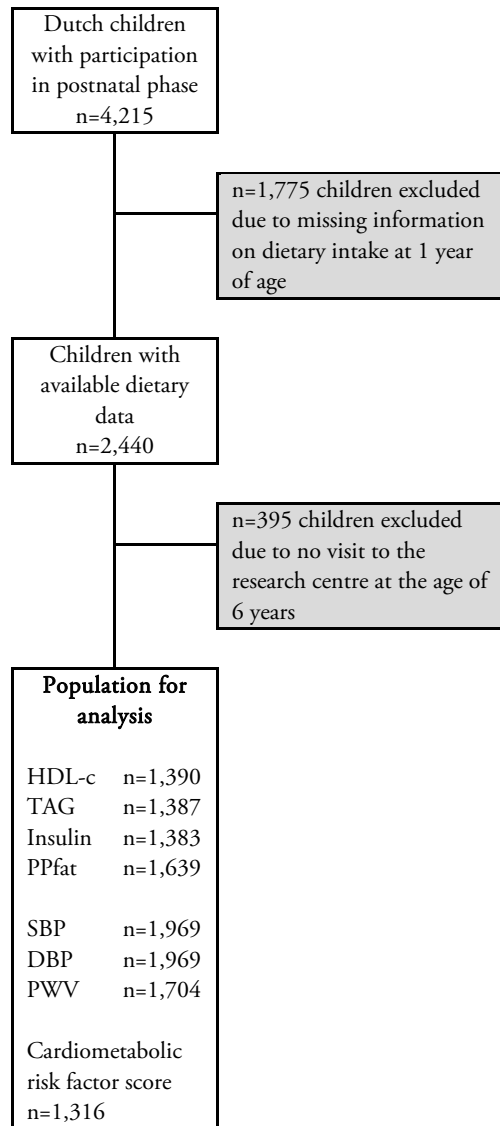 Dutch children
with participation
in postnatal phase
n=4,215
n=1,775 children excluded
due to missing information
on dietary intake at 1 year
of age
Children with
available dietary
data
n=2,440
n=395 children excluded
due to no visit to the
research centre at the age of
6 years
Population for
analysis
HDL-c n=1,390
TAG n=1,387
Insulin n=1,383
PPfat n=1,639
SBP n=1,969
DBP n=1,969
PWV n=1,704
Cardiometabolic
risk factor score
n=1,316